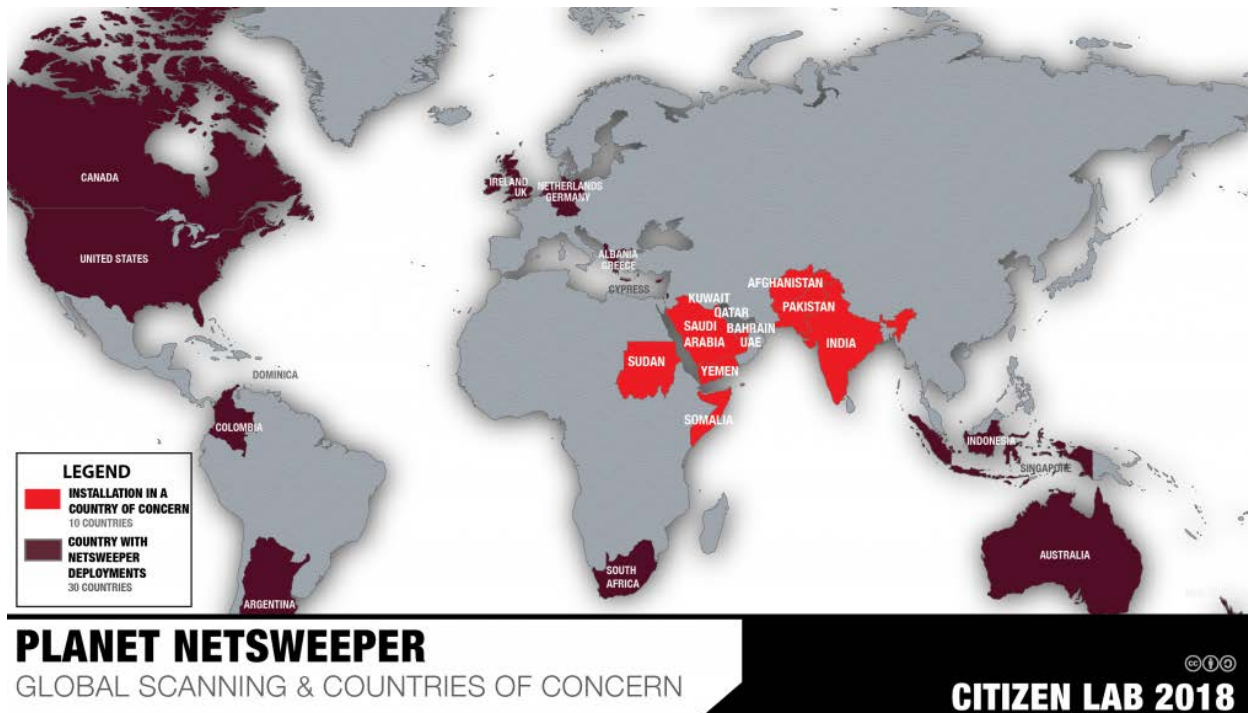 CANADA
UNITED STATES
IRELAND
UK
NETHERLANDS
GERMANY
ALBANIA
GREECE
CYPRESS
AFGHANISTAN
PAKISTAN
KUWAIT
QATAR
SAUDI
ARABIA
BAHRAIN
UAE
INDIA
SUDAN
YEMEN
SOMALIA
DOMINICA
COLOMBIA
INDONESIA
SINGAPORE
AUSTRALIA
SOUTH
AFRICA
ARGENTINA
LEGEND
INSTALLATION IN A
COUNTRY OF CONCERN
10 COUNTRIES
COUNTRY WITH
NETSWEEPER
DEPLOYMENTS
30 COUNTRIES
PLANET NETSWEEPER
GLOBAL SCANNING & COUNTRIES OF CONCERN
cc
CITIZEN LAB 2018